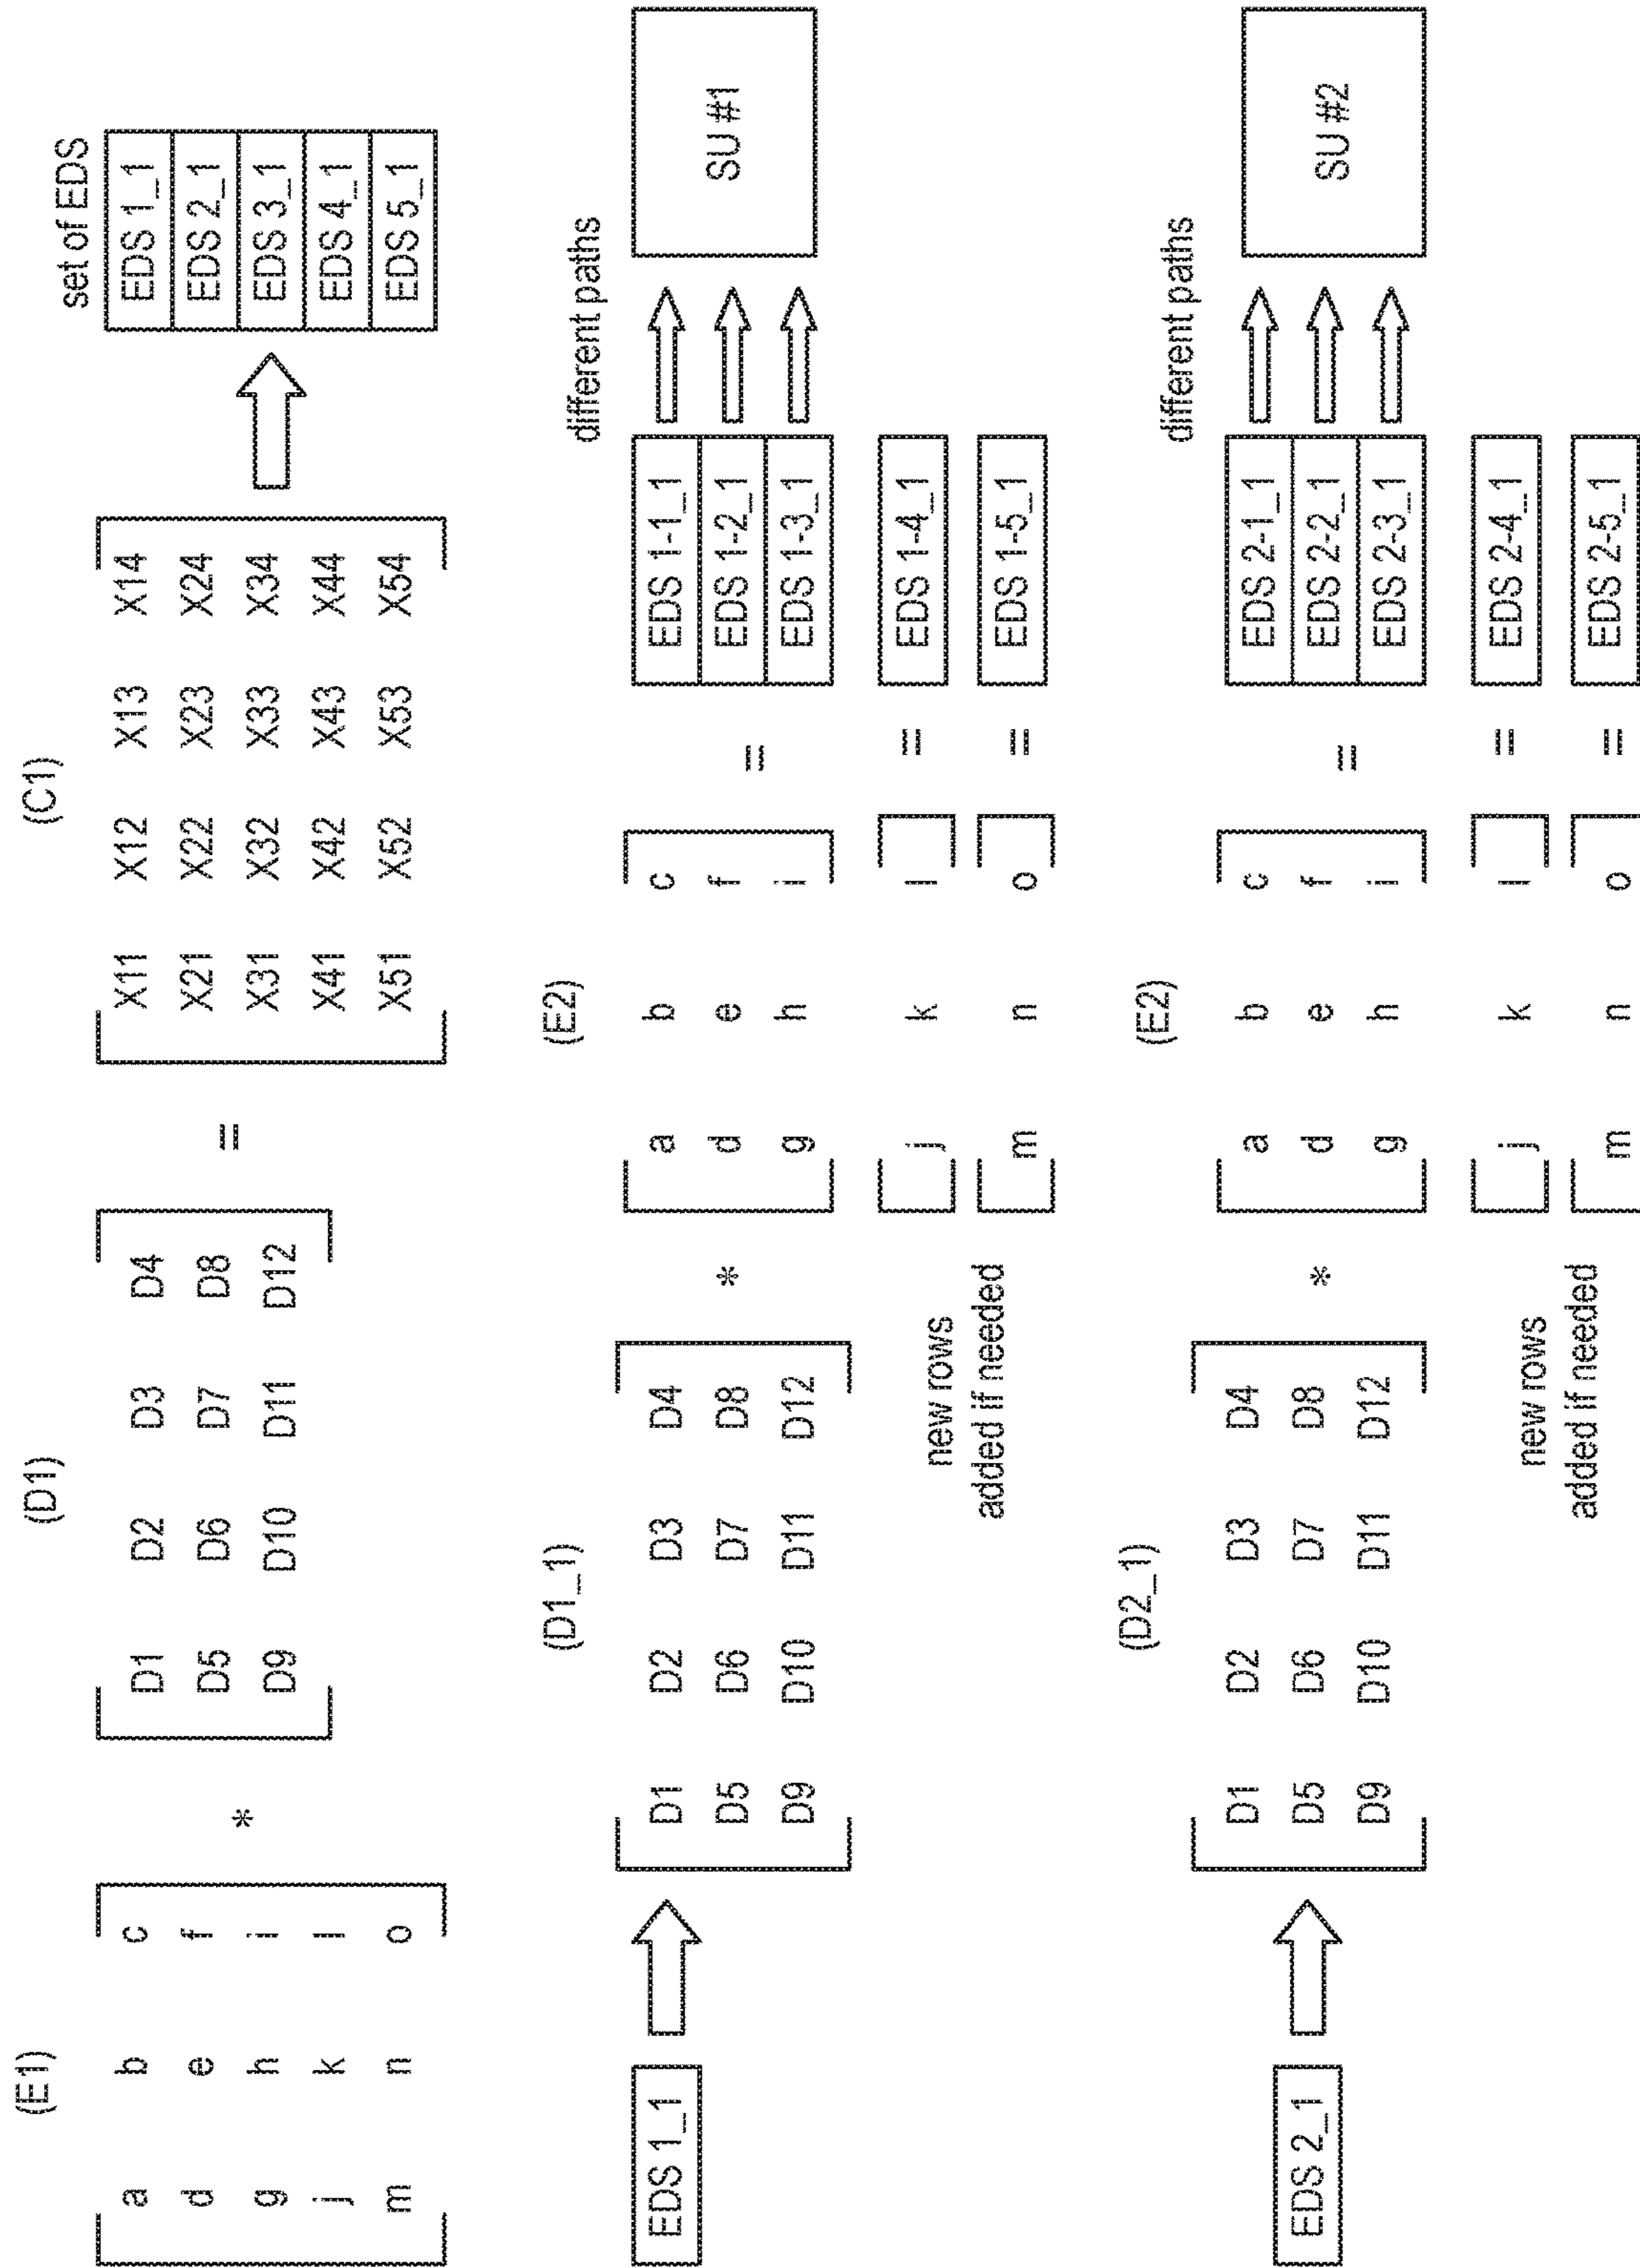 (E1) (D1) (C1)
set of EDS
a b c D1 D2 D3 D4 X11 X12 X13 X14 EDS 1_1
d e f * D5 D6 D7 D8 = X21 X22 X23 X24 EDS 2_1
g h i D9 D10 D11 D12 X31 X32 X33 X34 EDS 3_1
j k l X41 X42 X43 X44 EDS 4_1
m n o X51 X52 X53 X54 EDS 5_1
(D1_1) (E2) different paths
EDS 1_1 D1 D2 D3 D4 a b c EDS 1-1_1
D5 D6 D7 D8 * d e f = EDS 1-2_1 SU #1
D9 D10 D11 D12 g h i EDS 1-3_1
new rows j k l = EDS 1-4_1
added if needed m n o = EDS 1-5_1
(D2_1) (E2) different paths
D1 D2 D3 D4 a b c EDS 2-1_1
EDS 2_1 D5 D6 D7 D8 * d e f = EDS 2-2_1 SU #2
D9 D10 D11 D12 g h i EDS 2-3_1
new rows j k l = EDS 2-4_1
added if needed m n o = EDS 2-5_1